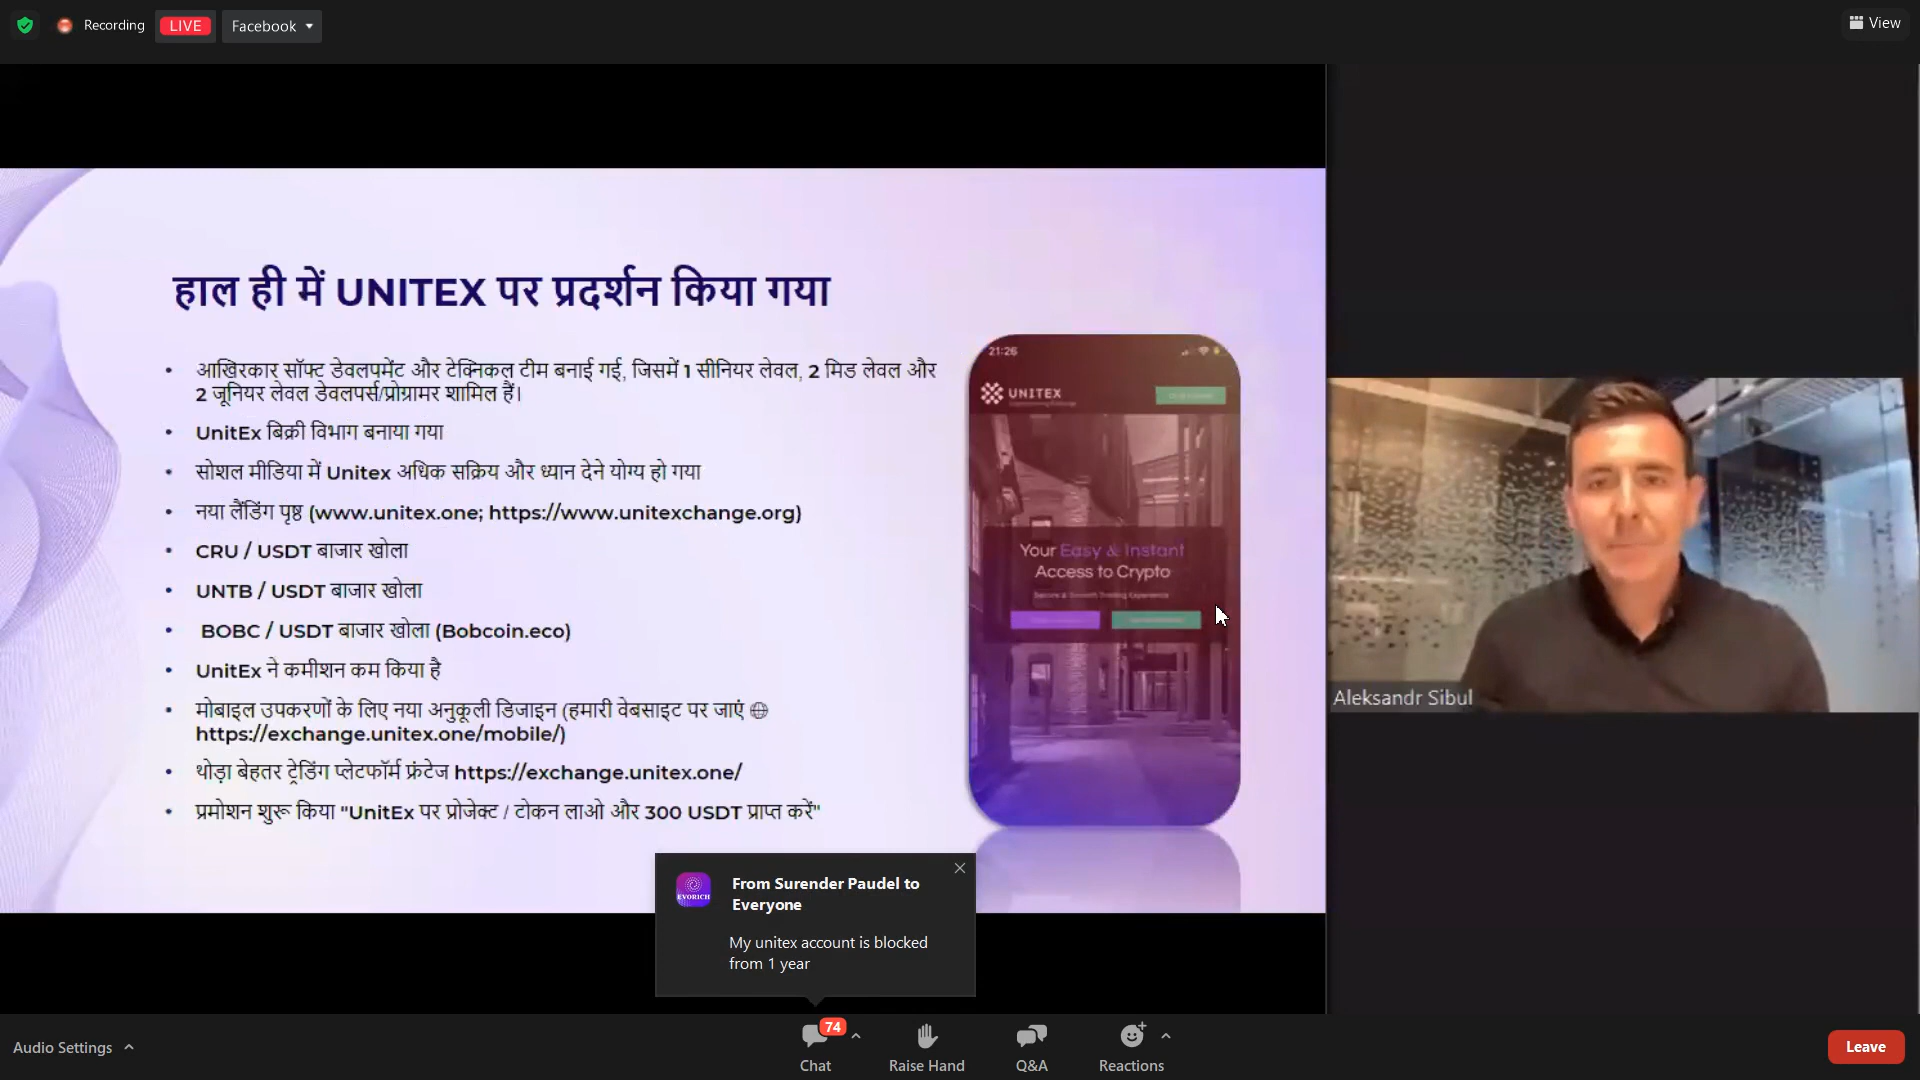 Recording
LIVE
Facebook
View
हाल ही में UNITEX पर प्रदर्शन किया गया
• आखिरकार सॉफ्ट डेवलपमेंट और टेक्निकल टीम बनाई गई, जिसमें 1 सीनियर लेवल, 2 मिड लेवल और
2 जूनियर लेवल डेवलपर्स/प्रोग्रामर शामिल हैं।
• UnitEx बिक्री विभाग बनाया गया
• सोशल मीडिया में Unitex अधिक सक्रिय और ध्यान देने योग्य हो गया
• नया लैंडिंग पृष्ठ (www.unitex.one; https://www.unitexchange.org)
• CRU / USDT बाजार खोला
• UNTB / USDT बाजार खोला
• BOBC / USDT बाजार खोला (Bobcoin.eco)
• UnitEx ने कमीशन कम किया है
• मोबाइल उपकरणों के लिए नया अनुकूली डिजाइन (हमारी वेबसाइट पर जाएं
https://exchange.unitex.one/mobile/)
• थोड़ा बेहतर ट्रेडिंग प्लेटफॉर्म फ्रंटेज https://exchange.unitex.one/
• प्रमोशन शुरू किया "UnitEx पर प्रोजेक्ट / टोकन लाओ और 300 USDT प्राप्त करें"
21:26
UNITEX
Your Easy & Instant
Access to Crypto
Secure & Smooth Trading Experience
Aleksandr Sibul
EVORICH
From Surender Paudel to
Everyone
My unitex account is blocked
from 1 year
Audio Settings
74
Chat
Raise Hand
Q&A
Reactions
Leave